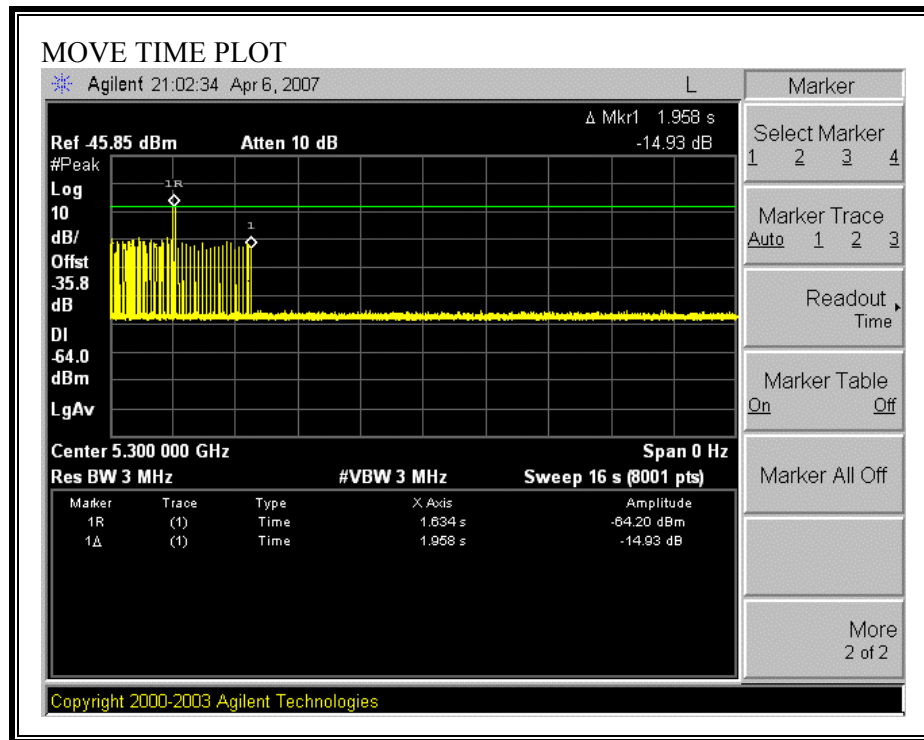 MOVE TIME PLOT
Agilent 21:02:34 Apr 6, 2007 L
Δ Mkr1 1.958 s
Ref -45.85 dBm Atten 10 dB -14.93 dB
#Peak
Log
10
dB/
Offst
-35.8
dB
DI
-64.0
dBm
LgAv
1R
1
Center 5.300 000 GHz Span 0 Hz
Res BW 3 MHz #VBW 3 MHz Sweep 16 s (8001 pts)
Marker Trace Type X Axis Amplitude
1R (1) Time 1.634 s -64.20 dBm
1Δ (1) Time 1.958 s -14.93 dB
Copyright 2000-2003 Agilent Technologies
Marker
Select Marker
1 2 3 4
Marker Trace
Auto 1 2 3
Readout
Time
Marker Table
On Off
Marker All Off
More
2 of 2